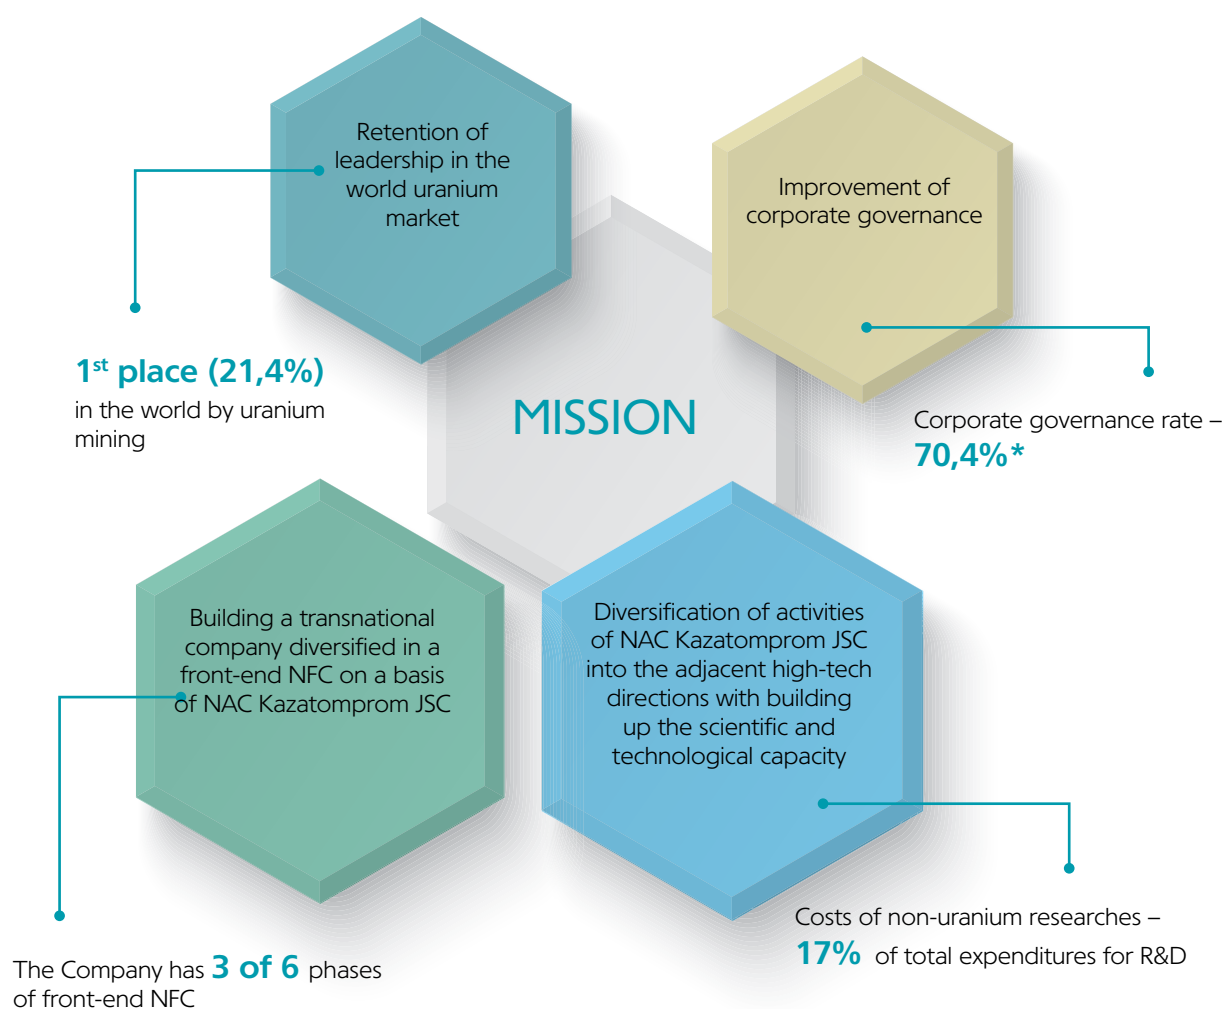 Retention of
leadership in the
world uranium
market
1st place (21,4%)
in the world by uranium
mining
Improvement of
corporate governance
Corporate governance rate –
70,4%*
MISSION
Building a transnational
company diversified in a
front-end NFC on a basis
of NAC Kazatomprom JSC
The Company has 3 of 6 phases
of front-end NFC
Diversification of activities
of NAC Kazatomprom JSC
into the adjacent high-tech
directions with building
up the scientific and
technological capacity
Costs of non-uranium researches –
17% of total expenditures for R&D